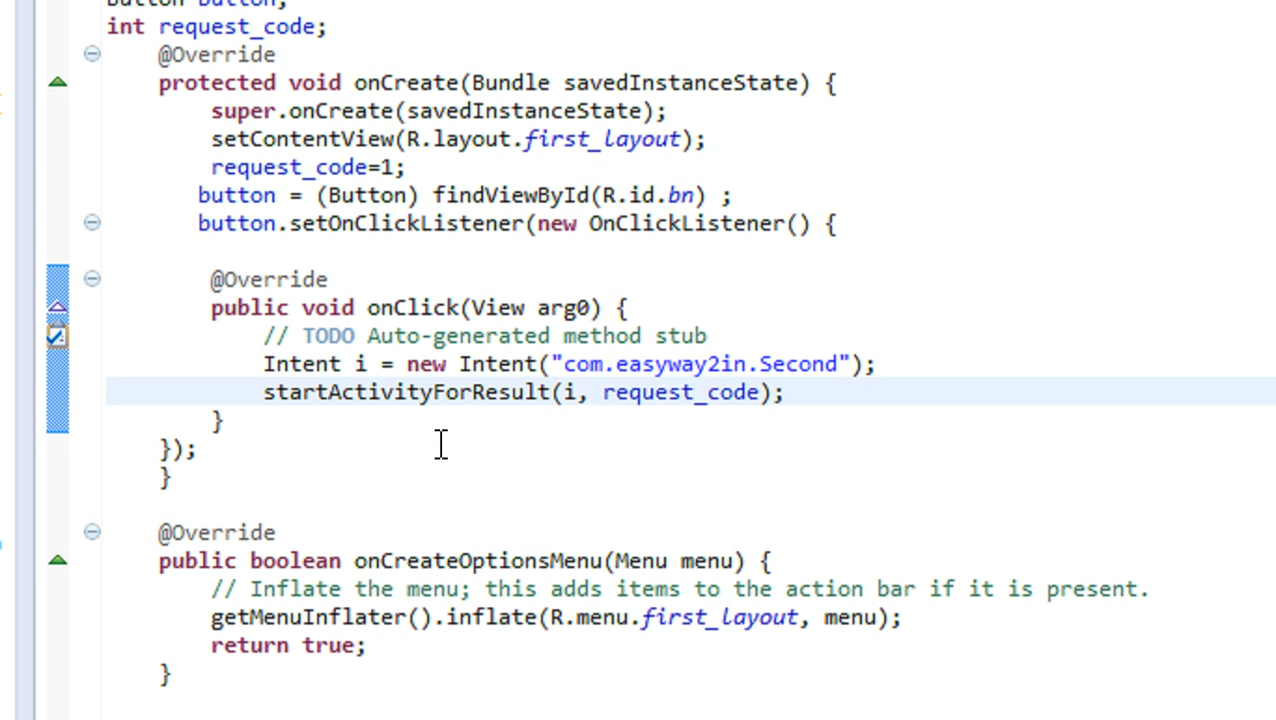 Button button;
int request_code;
@Override
protected void onCreate(Bundle savedInstanceState) {
super.onCreate(savedInstanceState);
setContentView(R.layout.first_layout);
request_code=1;
button = (Button) findViewById(R.id.bn) ;
button.setOnClickListener(new OnClickListener() {
@Override
public void onClick(View arg0) {
// TODO Auto-generated method stub
Intent i = new Intent("com.easyway2in.Second");
startActivityForResult(i, request_code);
}
});
}
@Override
public boolean onCreateOptionsMenu(Menu menu) {
// Inflate the menu; this adds items to the action bar if it is present.
getMenuInflater().inflate(R.menu.first_layout, menu);
return true;
}